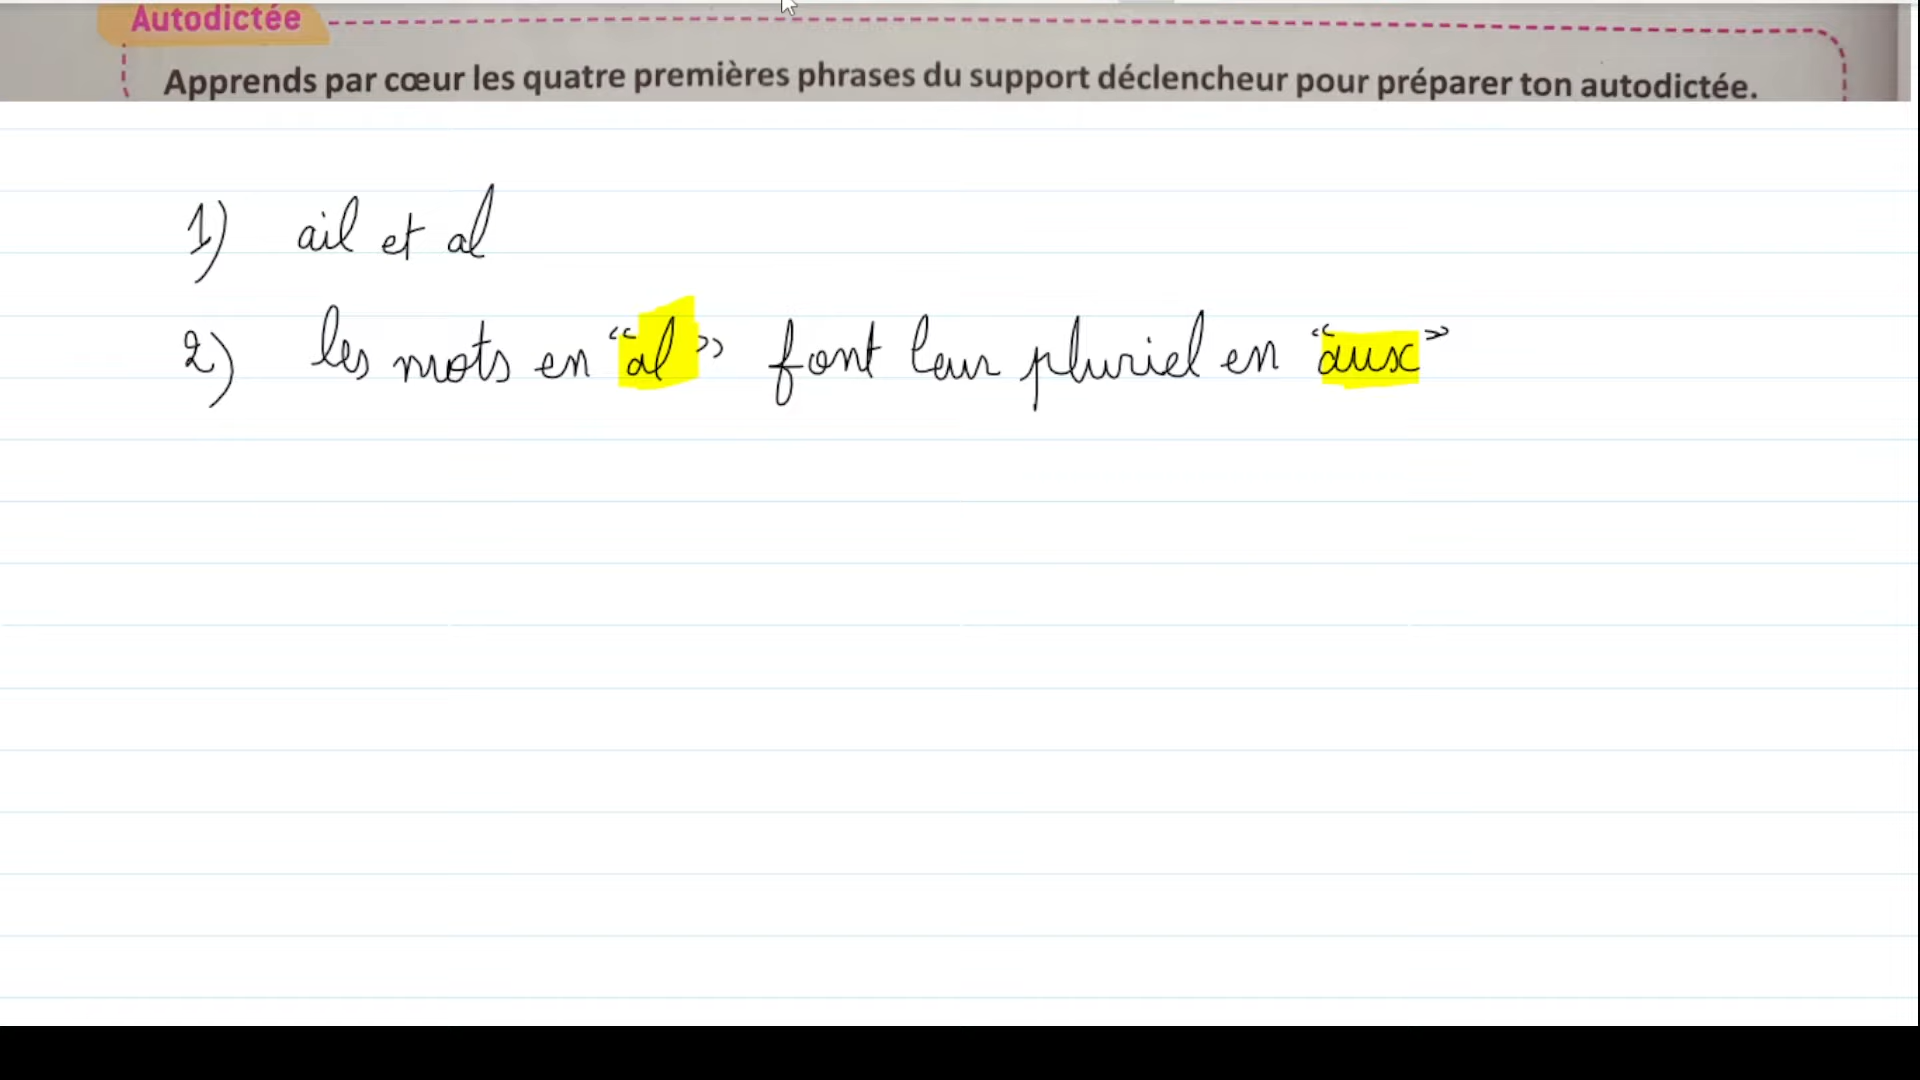 Autodictée
Apprends par cœur les quatre premières phrases du support déclencheur pour préparer ton autodictée.
1) ail et al
2) les mots en “al” font leur pluriel en “aux”